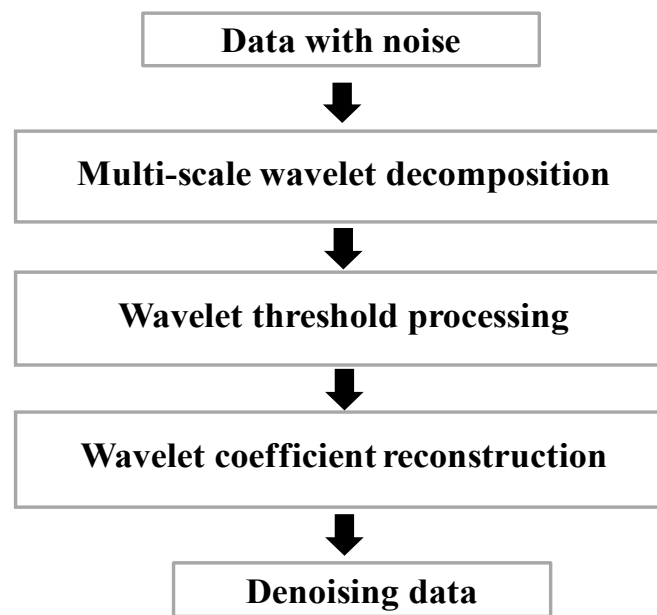 Data with noise
Multi-scale wavelet decomposition
Wavelet threshold processing
Wavelet coefficient reconstruction
Denoising data